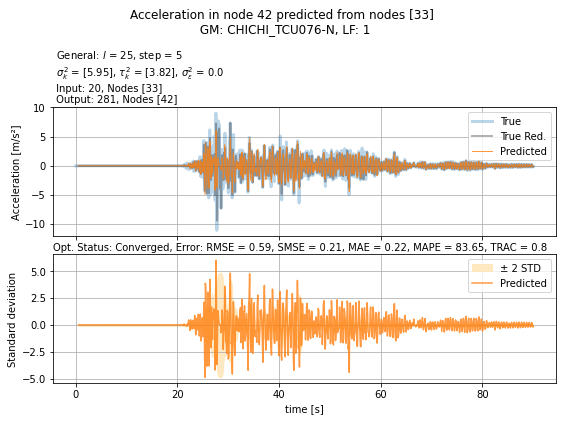 Acceleration in node 42 predicted from nodes [33]
GM: CHICHI_TCU076-N, LF: 1
General: l = 25, step = 5
σ²ₖ = [5.95], τ²ₖ = [3.82], σ²ε = 0.0
Input: 20, Nodes [33]
Output: 281, Nodes [42]
10
5
0
−5
−10
Acceleration [m/s²]
True
True Red.
Predicted
Opt. Status: Converged, Error: RMSE = 0.59, SMSE = 0.21, MAE = 0.22, MAPE = 83.65, TRAC = 0.8
5.0
2.5
0.0
−2.5
−5.0
Standard deviation
± 2 STD
Predicted
0 20 40 60 80
time [s]